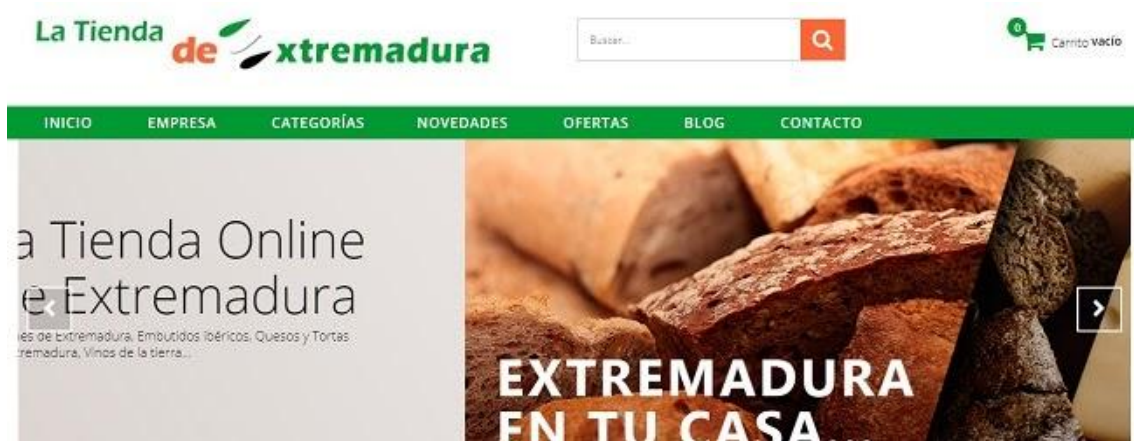 La Tienda de Extremadura
Buscar...
0
Carrito vacío
INICIO EMPRESA CATEGORÍAS NOVEDADES OFERTAS BLOG CONTACTO
a Tienda Online
e Extremadura
es de Extremadura, Embutidos Ibéricos, Quesos y Tortas
tremadura, Vinos de la tierra...
EXTREMADURA
EN TU CASA...